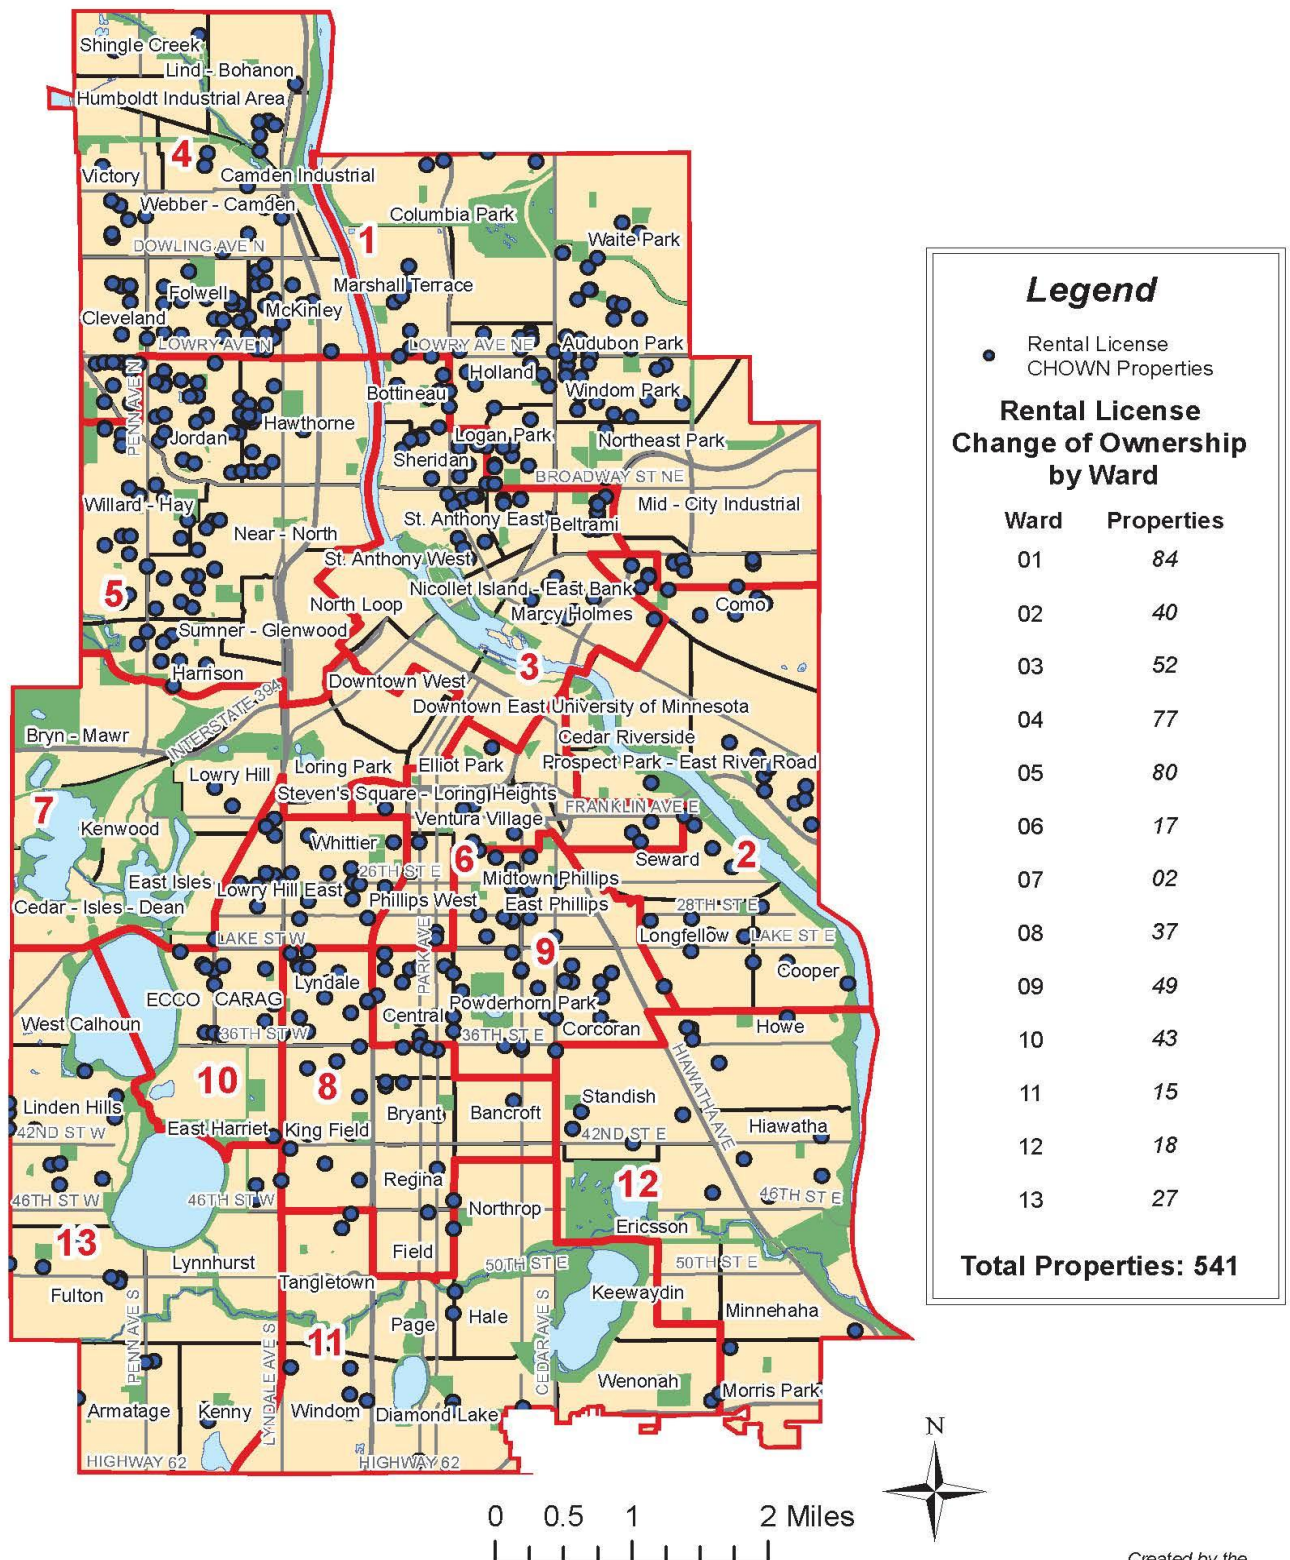 Shingle Creek
Lind - Bohanon
Humboldt Industrial Area
4
Victory
Camden Industrial
Webber - Camden
Columbia Park
1
Waite Park
DOWLING AVE N
Folwell
Marshall Terrace
McKinley
Cleveland
LOWRY AVE N
LOWRY AVE NE
Audubon Park
Holland
PENN AVE N
Bottineau
Windom Park
Hawthorne
Jordan
Logan Park
Northeast Park
Sheridan
BROADWAY ST NE
Willard - Hay
Mid - City Industrial
St. Anthony East
Beltrami
Near - North
St. Anthony West
Nicollet Island - East Bank
5
North Loop
Marcy Holmes
Como
Sumner - Glenwood
3
Harrison
Downtown West
INTERSTATE 394
Downtown East
University of Minnesota
Bryn - Mawr
Cedar Riverside
Lowry Hill
Loring Park
Elliot Park
Prospect Park - East River Road
Steven's Square - Loring Heights
7
FRANKLIN AVE E
Ventura Village
Kenwood
Whittier
6
Seward
2
26TH ST E
East Isles
Lowry Hill East
Midtown Phillips
Phillips West
East Phillips
Cedar - Isles - Dean
28TH ST E
LAKE ST W
PARK AVE
Longfellow
LAKE ST E
9
Cooper
Lyndale
ECCO
CARAG
Powderhorn Park
West Calhoun
Central
36TH ST W
36TH ST E
Corcoran
Howe
HIAWATHA AVE
10
8
Standish
Linden Hills
Bryant
Bancroft
42ND ST W
East Harriet
King Field
42ND ST E
Hiawatha
Regina
12
46TH ST W
46TH ST W
46TH ST E
Northrop
Ericsson
13
Field
Lynnhurst
50TH ST E
50TH ST E
Tangletown
Fulton
Keewaydin
PENN AVE S
Minnehaha
Page
Hale
11
LYNDALE AVE S
CEDAR AVE S
Wenonah
Morris Park
Armatage
Kenny
Windom
Diamond Lake
HIGHWAY 62
HIGHWAY 62
Legend
Rental License
CHOWN Properties
Rental License
Change of Ownership
by Ward
Ward Properties
01 84
02 40
03 52
04 77
05 80
06 17
07 02
08 37
09 49
10 43
11 15
12 18
13 27
Total Properties: 541
N
0 0.5 1 2 Miles
Created by the